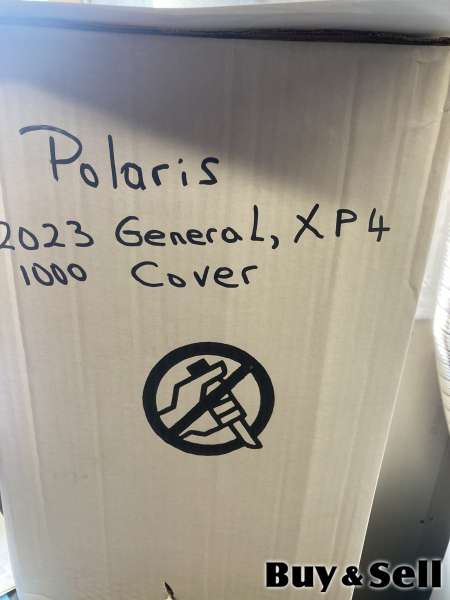 Polaris
2023 General, XP4
1000 Cover
Buy & Sell